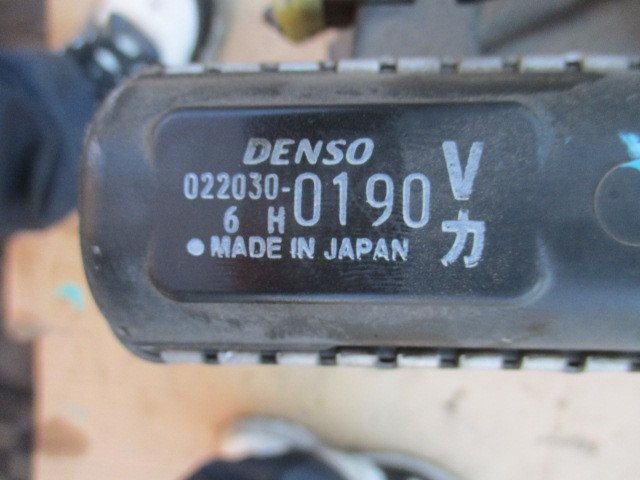 DENSO
022030-0190
6 H
MADE IN JAPAN
V
カ